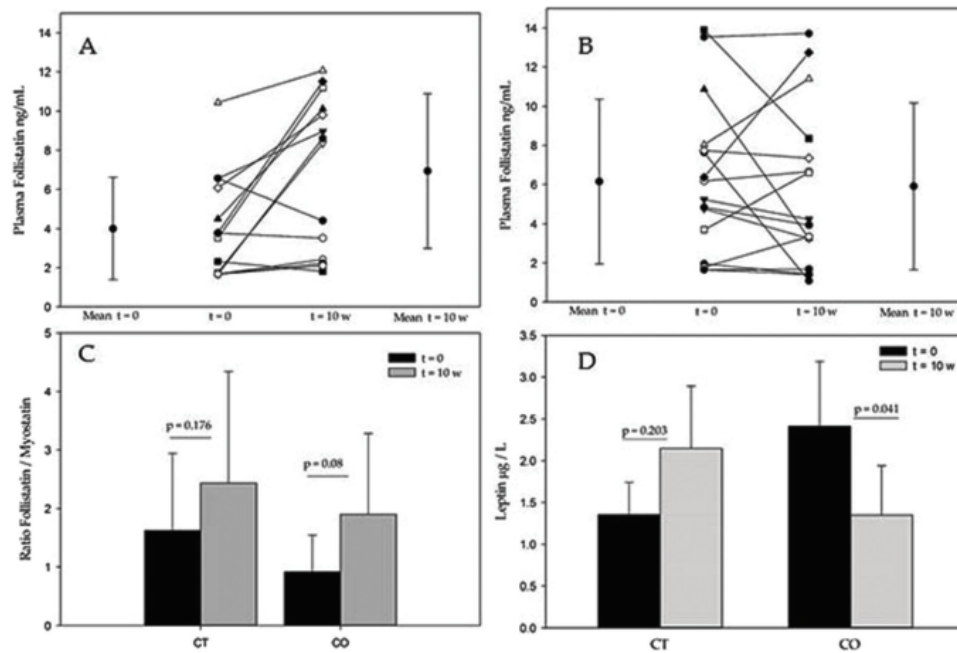 A
Plasma Follistatin ng/mL
14
12
10
8
6
4
2
0
Mean t = 0
t = 0
t = 10 w
Mean t = 10 w
B
Plasma Follistatin ng/mL
14
12
10
8
6
4
2
0
Mean t = 0
t = 0
t = 10 w
Mean t = 10 w
C
Ratio Follistatin / Myostatin
5
4
3
2
1
0
t = 0
t = 10 w
p = 0.176
p = 0.08
CT
CO
D
Leptin µg / L
3.5
3.0
2.5
2.0
1.5
1.0
0.5
0.0
t = 0
t = 10 w
p = 0.203
p = 0.041
CT
CO